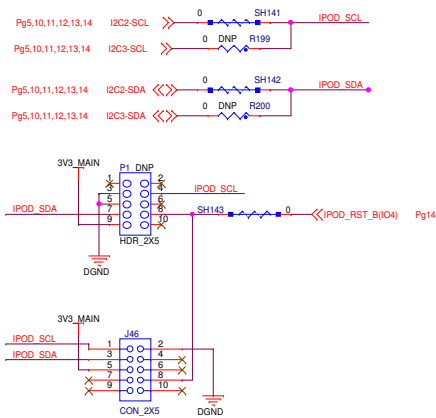 0 SH141 IPOD_SCL
Pg5,10,11,12,13,14 I2C2-SCL
0 DNP R199
Pg5,10,11,12,13,14 I2C3-SCL
0 SH142 IPOD_SDA
Pg5,10,11,12,13,14 I2C2-SDA
0 DNP R200
Pg5,10,11,12,13,14 I2C3-SDA
3V3_MAIN P1 DNP
1 2
3 4 IPOD_SCL
5 6
IPOD_SDA 7 8 SH143 0 IPOD_RST_B(IO4) Pg14
9 10
HDR_2X5
DGND
3V3_MAIN J46
IPOD_SCL 1 2
IPOD_SDA 3 4
5 6
7 8
9 10
CON_2X5 DGND